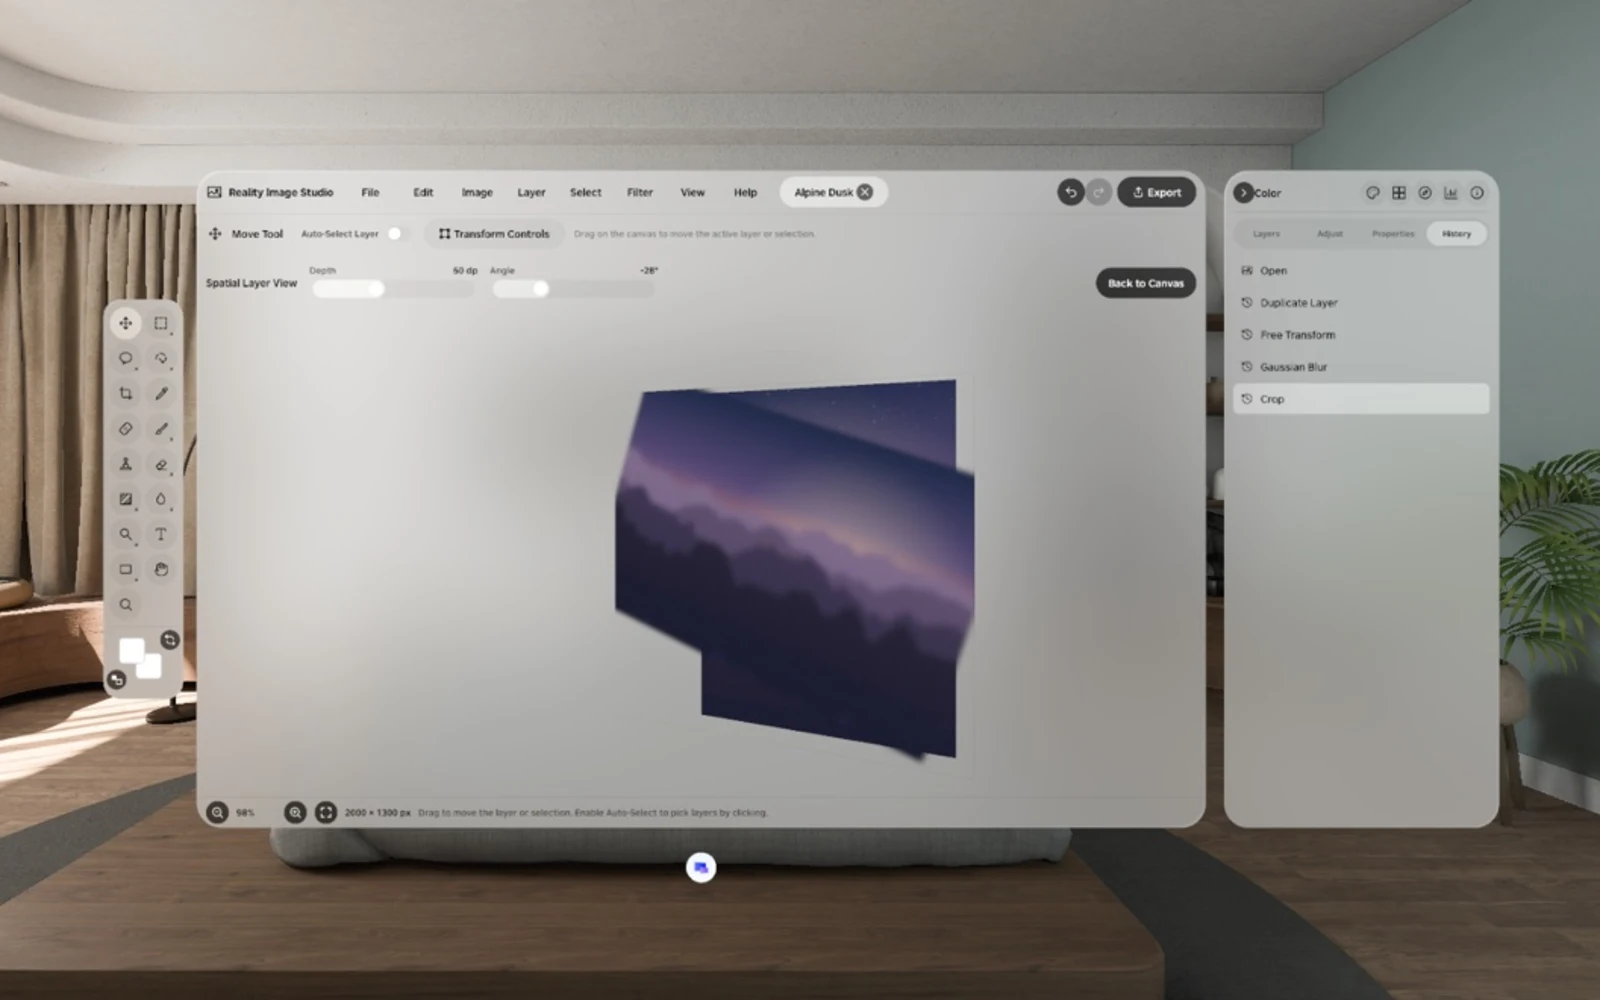 Reality Image Studio File Edit Image Layer Select Filter View Help Alpine Dusk Export
Move Tool Auto-Select Layer Transform Controls Drag on the canvas to move the active layer or selection.
Spatial Layer View Depth 50 dp Angle -28° Back to Canvas
98% 2000 × 1300 px Drag to move the layer or selection. Enable Auto-Select to pick layers by clicking.
T
Color
Layers Adjust Properties History
Open
Duplicate Layer
Free Transform
Gaussian Blur
Crop